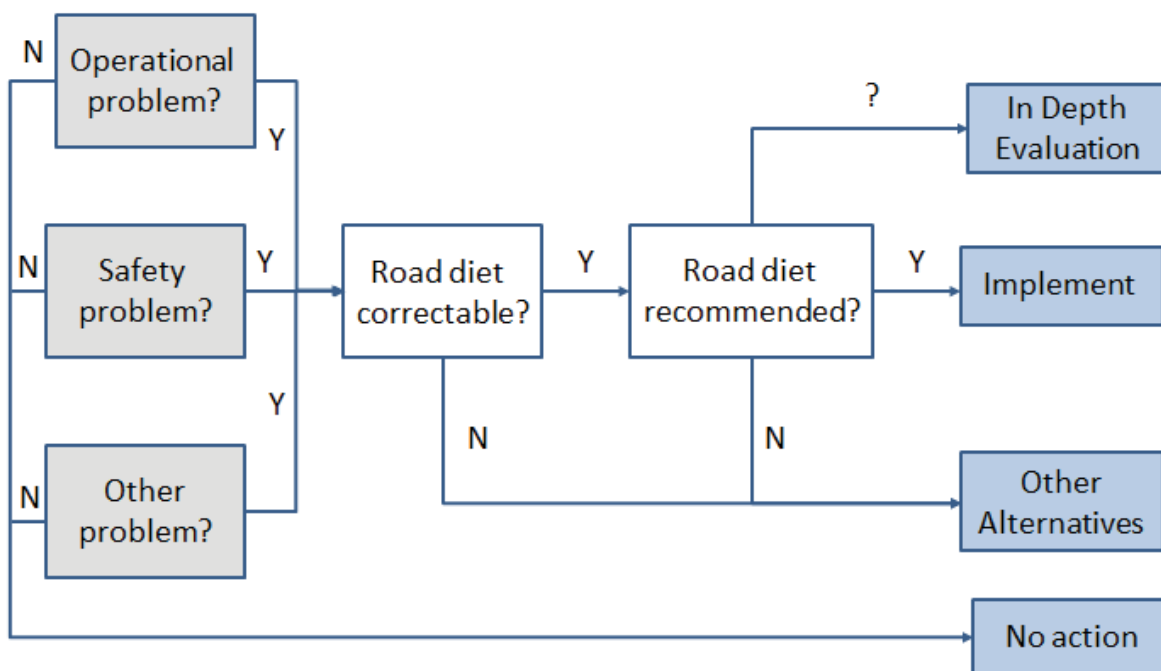 N
Operational
problem?
Y
?
In Depth
Evaluation
N
Safety
problem?
Y
Road diet
correctable?
Y
Road diet
recommended?
Y
Implement
Y
N
Other
problem?
N
N
Other
Alternatives
No action